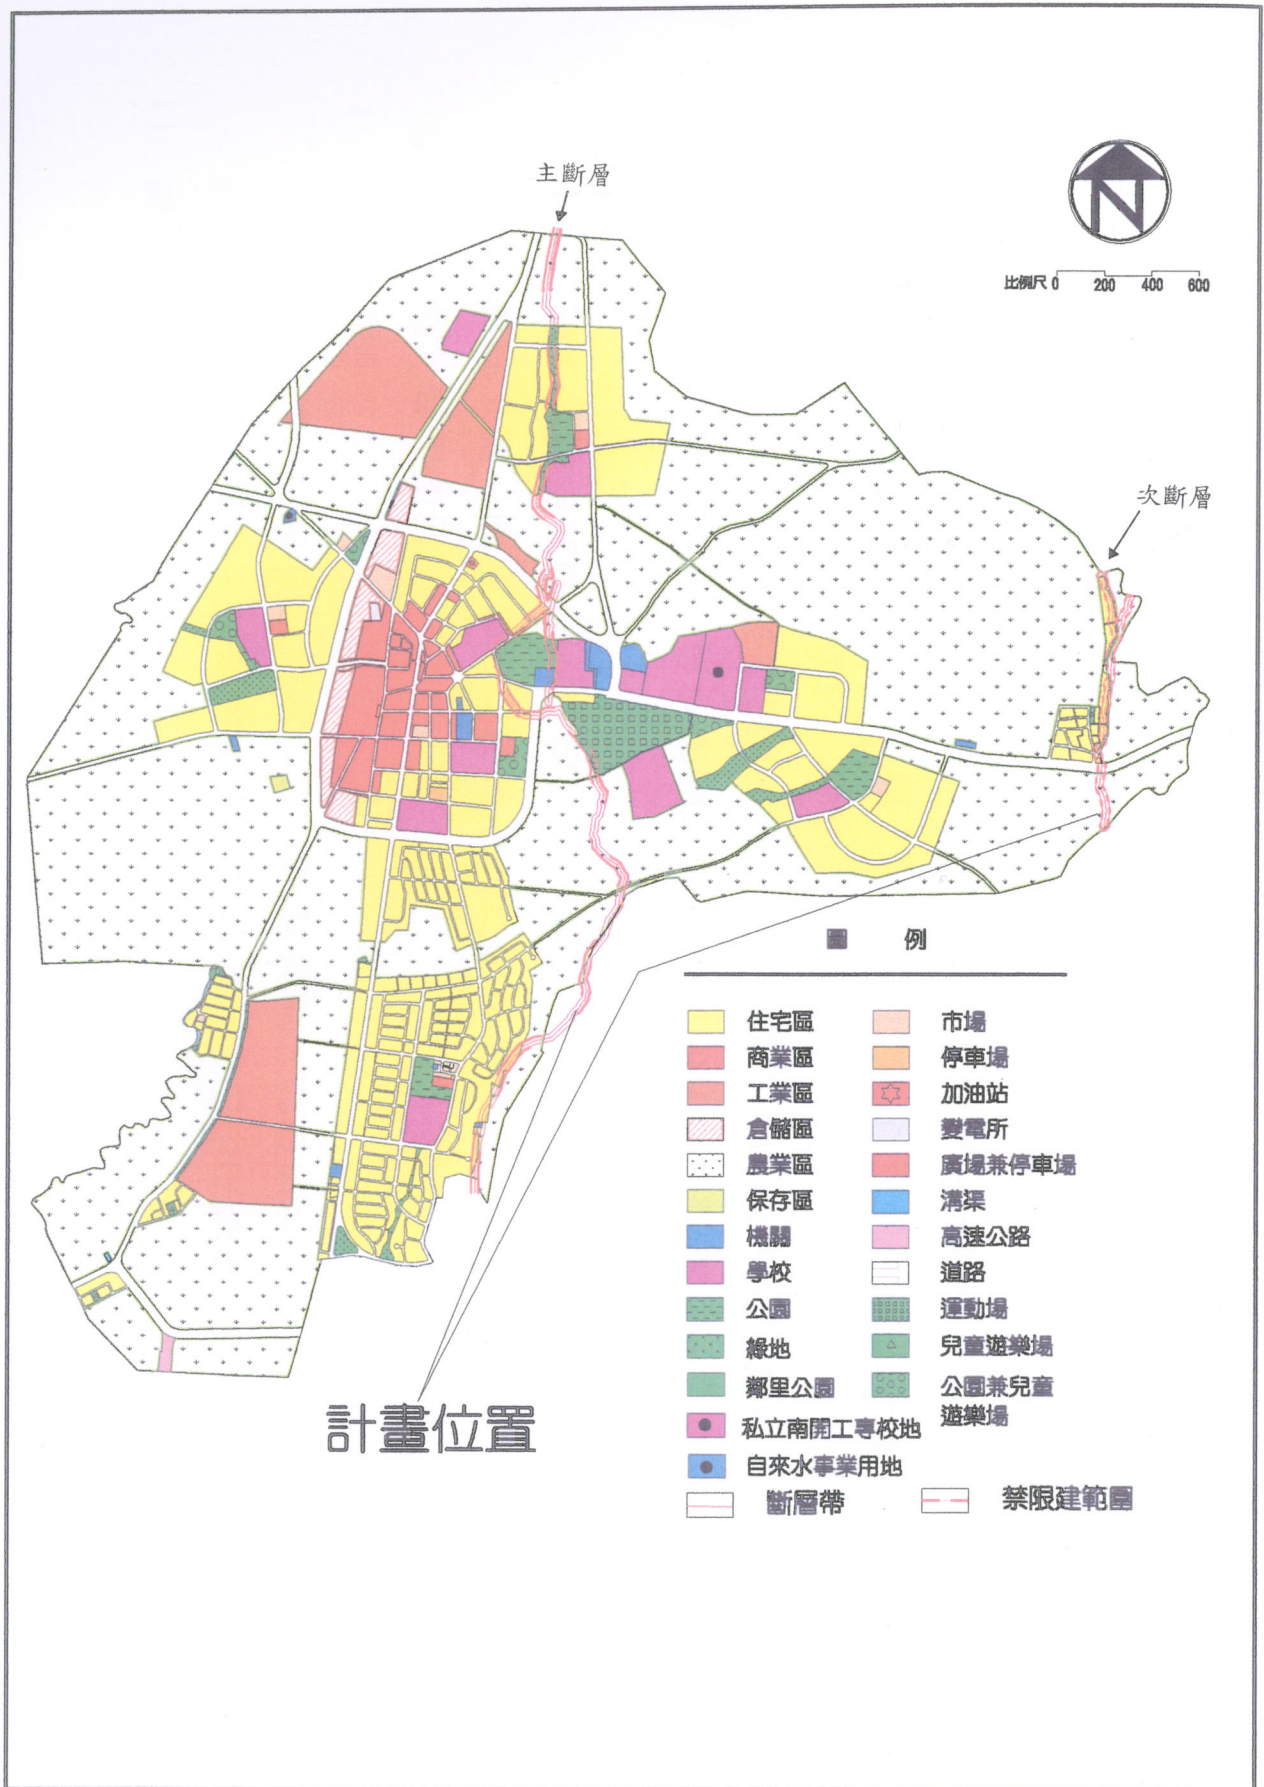 主斷層
N
比例尺 0 200 400 600
次斷層
圖 例
住宅區 市場
商業區 停車場
工業區 加油站
倉儲區 變電所
農業區 廣場兼停車場
保存區 溝渠
機關 高速公路
學校 道路
公園 運動場
綠地 兒童遊樂場
鄰里公園 公園兼兒童
私立南開工專校地 遊樂場
自來水事業用地
斷層帶 禁限建範圍
計畫位置